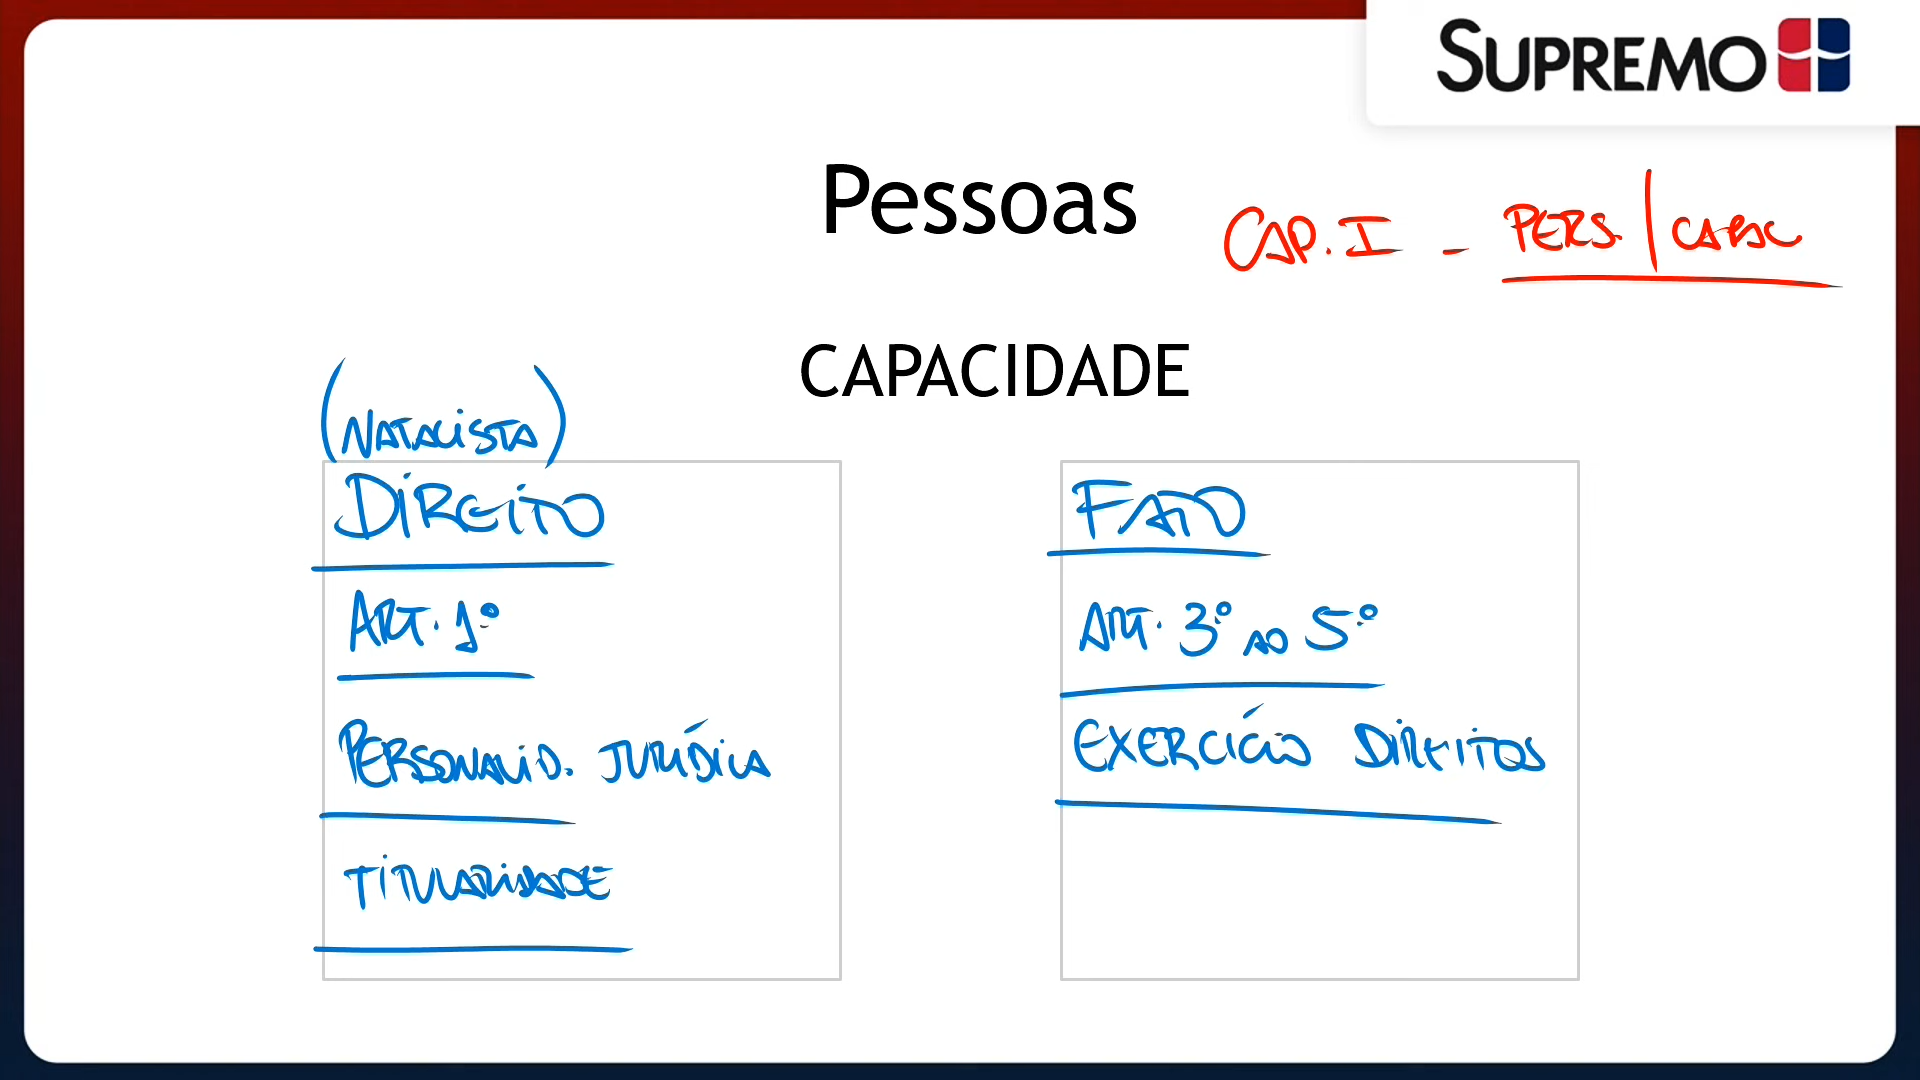 SUPREMO
Pessoas
CAP. I - PERS. / CAPAC
CAPACIDADE
(NATALISTA)
DIREITO
ART. 1º
PERSONALID. JURÍDICA
TITULARIDADE
FATO
ART. 3º AO 5º
EXERCÍCIO DIREITOS